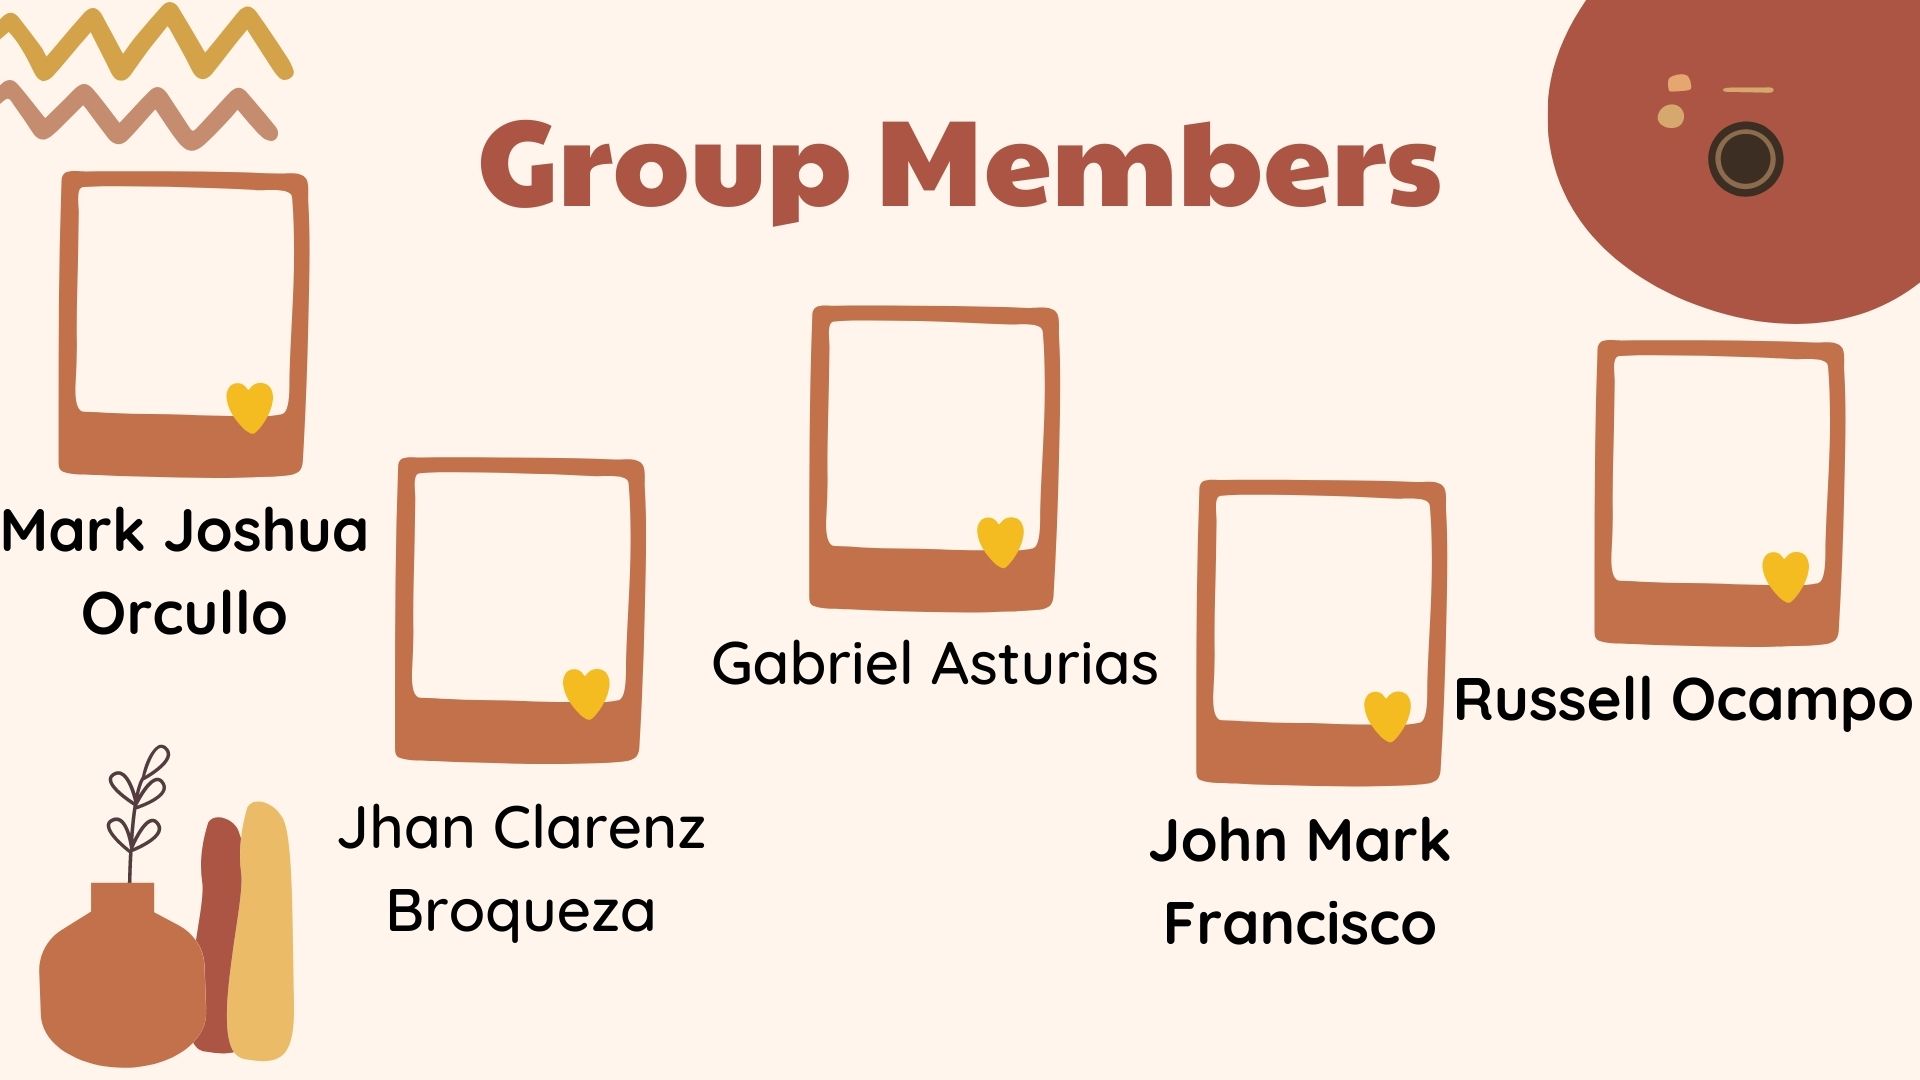 Group Members
Mark Joshua
Orcullo
Jhan Clarenz
Broqueza
Gabriel Asturias
John Mark
Francisco
Russell Ocampo